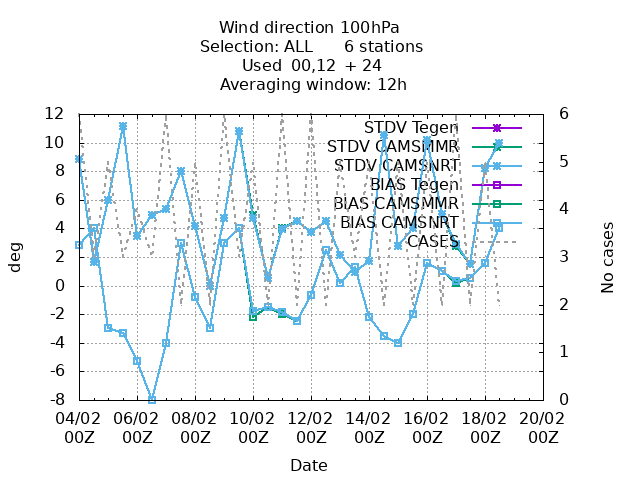 Wind direction 100hPa
Selection: ALL 6 stations
Used 00,12 + 24
Averaging window: 12h
12 6
STDV Tegen
10 STDV CAMSMMR
5
8 STDV CAMSNRT
BIAS Tegen
6 BIAS CAMSMMR
4
4 BIAS CAMSNRT
CASES
2 3
0
2
-2
-4 1
-6
-8 0
deg
No cases
04/02 06/02 08/02 10/02 12/02 14/02 16/02 18/02 20/02
00Z 00Z 00Z 00Z 00Z 00Z 00Z 00Z 00Z
Date